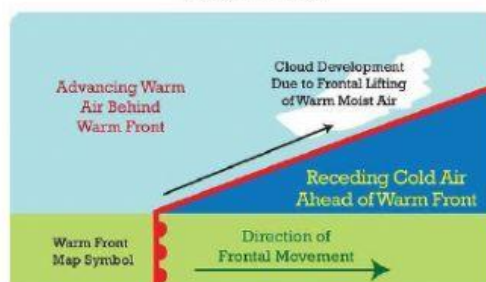 Advancing Warm
Air Behind
Warm Front
Cloud Development
Due to Frontal Lifting
of Warm Moist Air
Receding Cold Air
Ahead of Warm Front
Warm Front
Map Symbol
Direction of
Frontal Movement